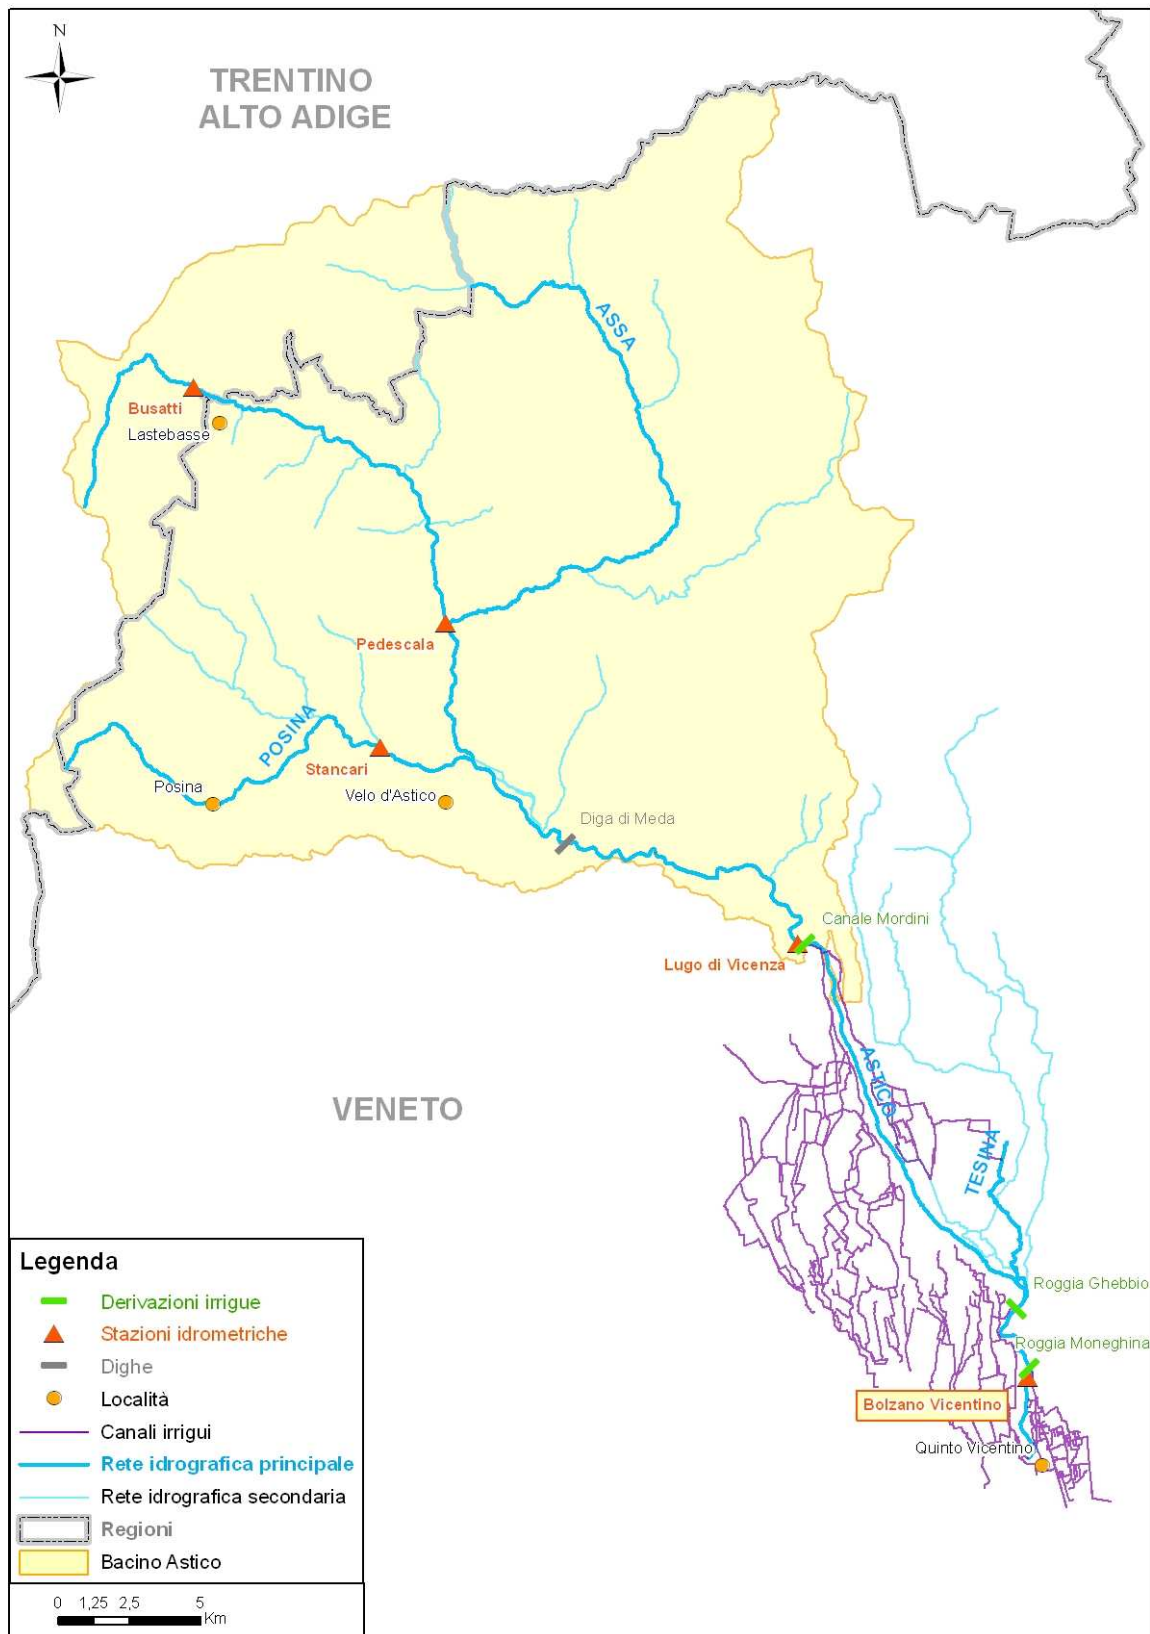 N
TRENTINO
ALTO ADIGE
ASSA
Busatti
Lastebasse
Pedescala
POSINA
Stancari
Posina
Velo d'Astico
Diga di Meda
Canale Mordini
Lugo di Vicenza
ASTICO
VENETO
TESINA
Roggia Ghebbio
Roggia Moneghina
Bolzano Vicentino
Quinto Vicentino
Legenda
Derivazioni irrigue
Stazioni idrometriche
Dighe
Località
Canali irrigui
Rete idrografica principale
Rete idrografica secondaria
Regioni
Bacino Astico
0 1,25 2,5 5
Km